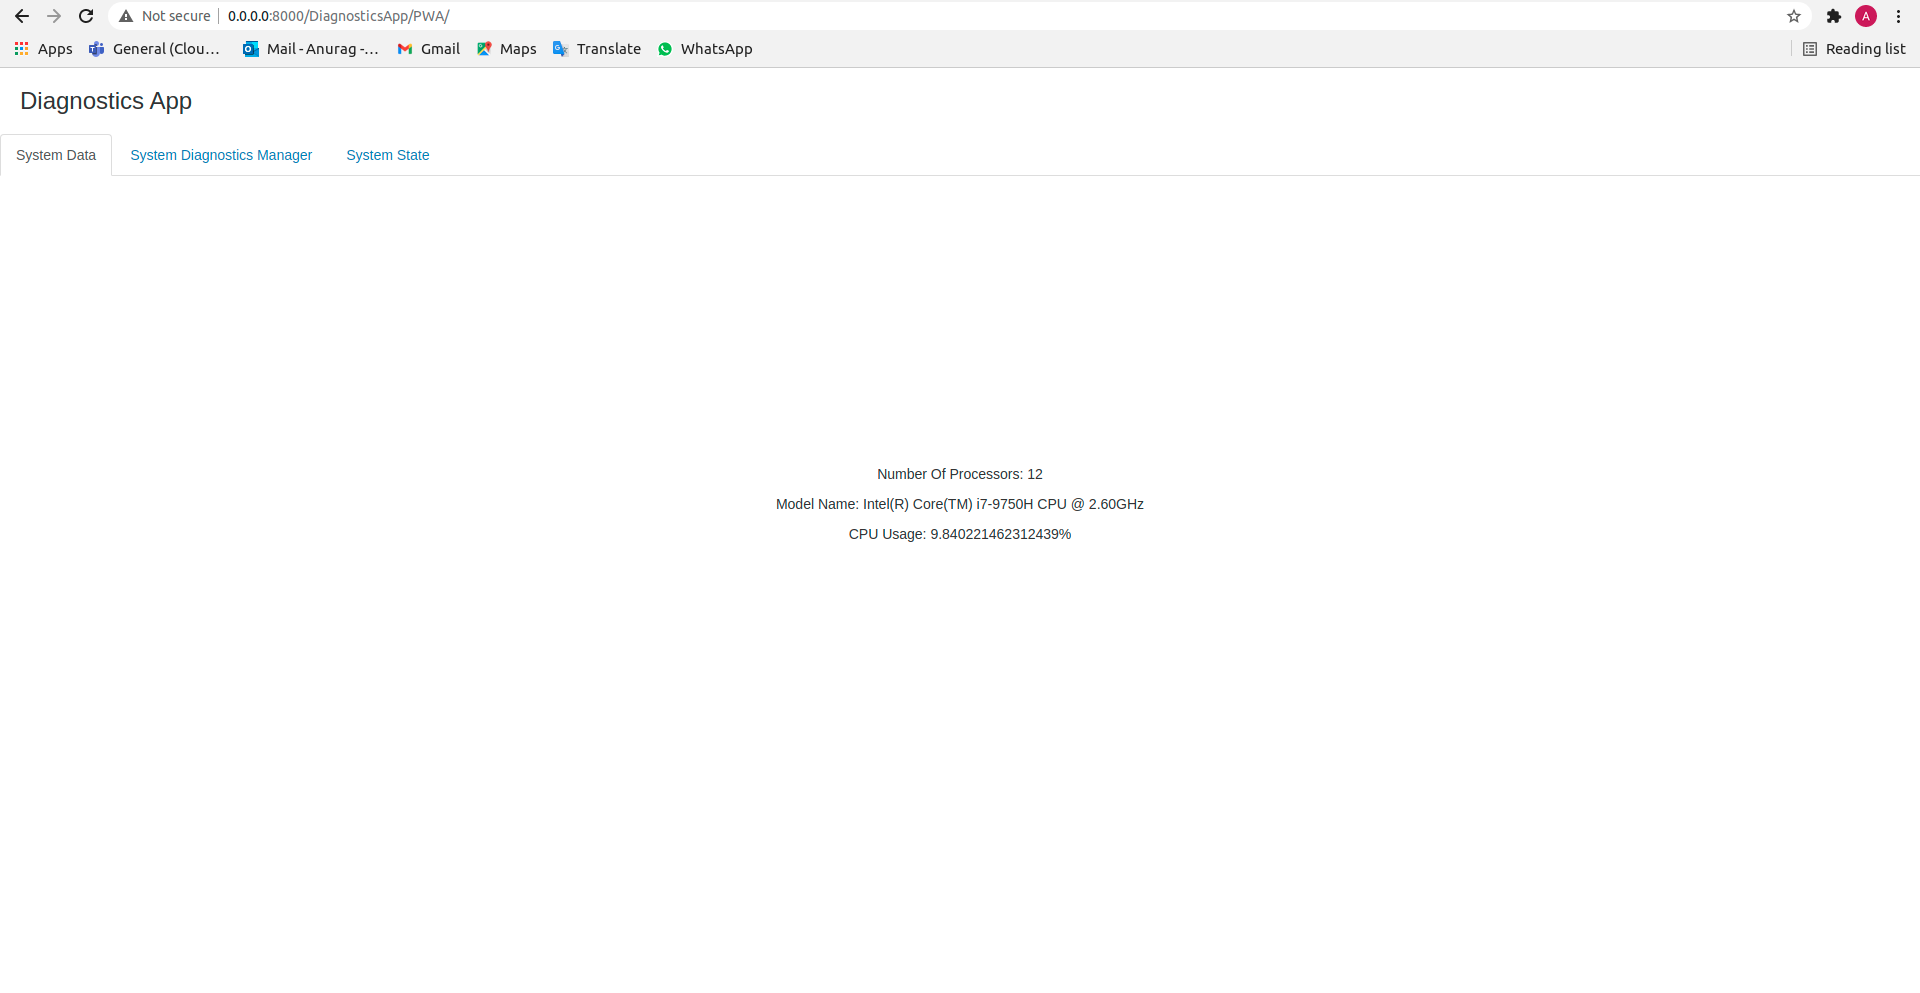 Not secure 0.0.0.0:8000/DiagnosticsApp/PWA/ A
Apps General (Clou... Mail - Anurag -... Gmail Maps Translate WhatsApp Reading list
Diagnostics App
System Data System Diagnostics Manager System State
Number Of Processors: 12
Model Name: Intel(R) Core(TM) i7-9750H CPU @ 2.60GHz
CPU Usage: 9.840221462312439%